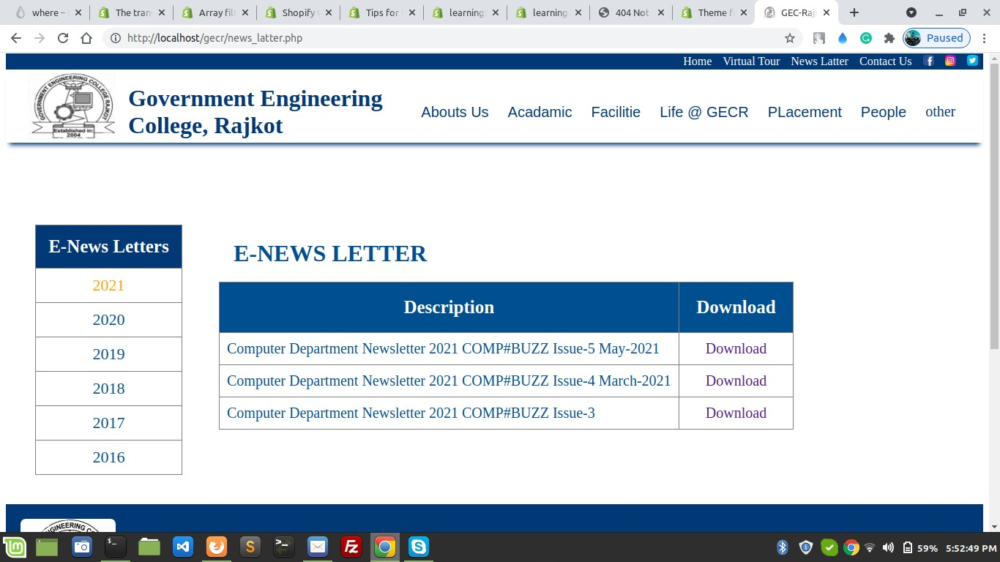 where –
The tran
Array fil
Shopify
Tips for
learning
learning
404 Not
Theme f
GEC-Raj
http://localhost/gecr/news_latter.php
Paused
Home Virtual Tour News Latter Contact Us
GOVERNMENT ENGINEERING COLLEGE RAJKOT
Established in: 2004
Government Engineering
College, Rajkot
Abouts Us Acadamic Facilitie Life @ GECR PLacement People other
E-News Letters
2021
2020
2019
2018
2017
2016
E-NEWS LETTER
Description Download
Computer Department Newsletter 2021 COMP#BUZZ Issue-5 May-2021 Download
Computer Department Newsletter 2021 COMP#BUZZ Issue-4 March-2021 Download
Computer Department Newsletter 2021 COMP#BUZZ Issue-3 Download
59% 5:52:49 PM